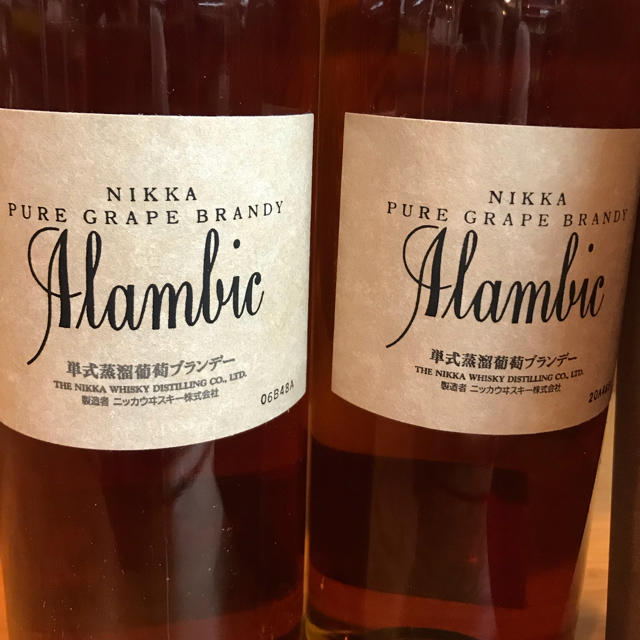 NIKKA
PURE GRAPE BRANDY
Alambic
単式蒸溜葡萄ブランデー
THE NIKKA WHISKY DISTILLING CO., LTD.
製造者 ニッカウヰスキー株式会社
06B48A
NIKKA
PURE GRAPE BRANDY
Alambic
単式蒸溜葡萄ブランデー
THE NIKKA WHISKY DISTILLING CO., LTD.
製造者 ニッカウヰスキー株式会社